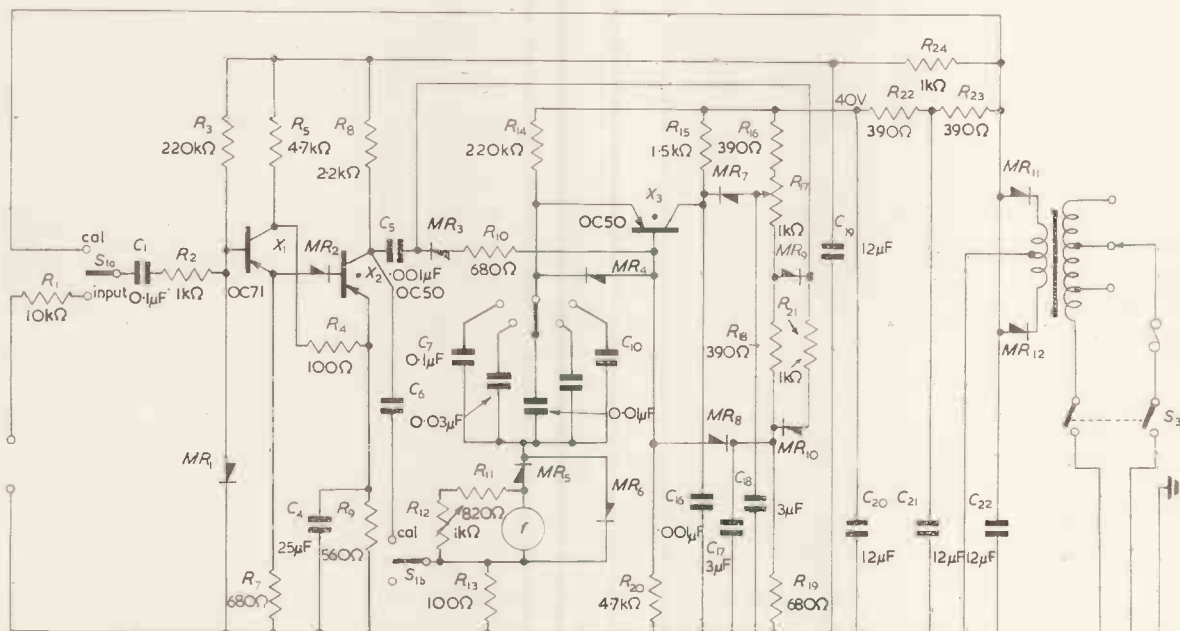 R24
1kΩ
40V
R22
R23
390Ω
390Ω
R3
220kΩ
R5
4·7kΩ
R8
2·2kΩ
R14
220kΩ
R15
1·5kΩ
R16
390Ω
MR7
R17
1kΩ
MR11
X3
OC50
C5
·001μF
MR3
R10
680Ω
cal
S1a
C1
R2
X1
MR2
X2
OC50
MR9
C19
12μF
R1
10kΩ
input
0·1μF
1kΩ
OC71
MR4
R21
R4
100Ω
C7
0·1μF
C10
R18
390Ω
1kΩ
MR12
C6
0·03μF
0·01μF
S3
MR8
MR10
MR1
R11
MR5
MR6
C16
C18
C20
C21
C22
R12
820Ω
1kΩ
f
3μF
C4
25μF
R9
560Ω
cal
·001μF
C17
3μF
12μF
12μF
12μF
R7
680Ω
S1b
R13
100Ω
R20
4·7kΩ
R19
680Ω